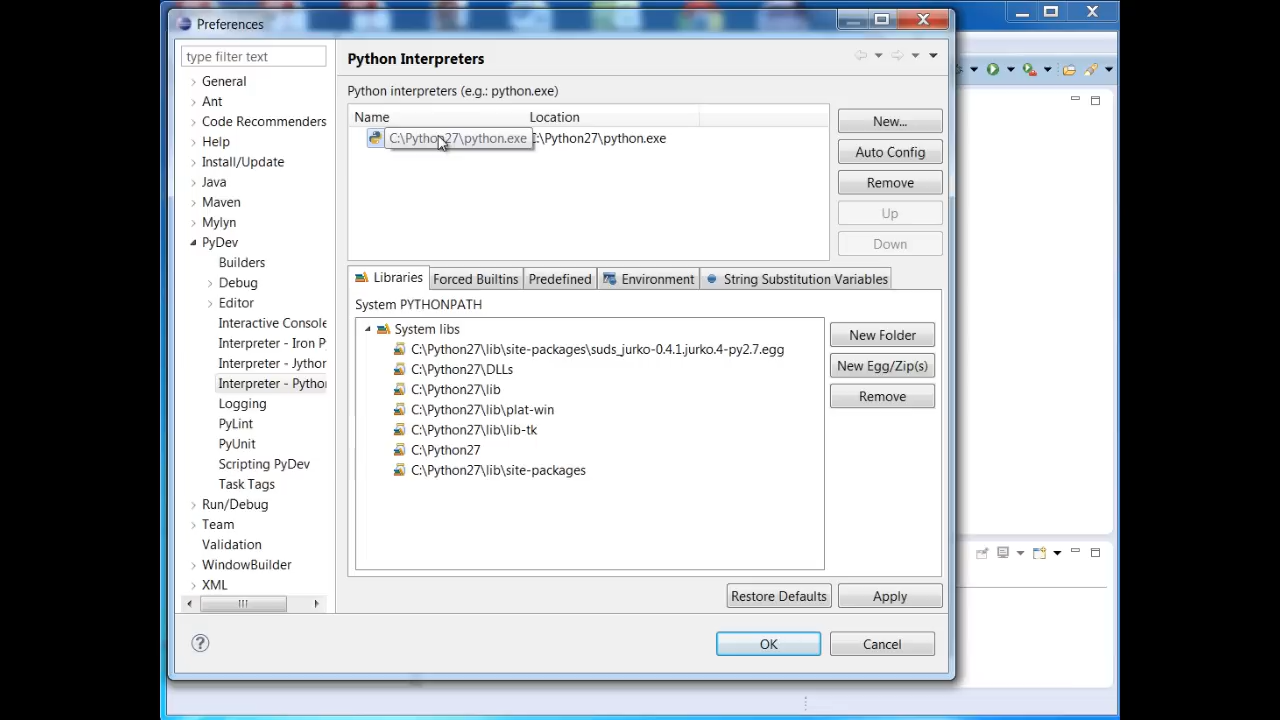 Preferences
type filter text
General
Ant
Code Recommenders
Help
Install/Update
Java
Maven
Mylyn
PyDev
Builders
Debug
Editor
Interactive Console
Interpreter - Iron P
Interpreter - Jython
Interpreter - Python
Logging
PyLint
PyUnit
Scripting PyDev
Task Tags
Run/Debug
Team
Validation
WindowBuilder
XML
Python Interpreters
Python interpreters (e.g.: python.exe)
Name Location
C:\Python27\python.exe C:\Python27\python.exe
New...
Auto Config
Remove
Up
Down
Libraries Forced Builtins Predefined Environment String Substitution Variables
System PYTHONPATH
System libs
C:\Python27\lib\site-packages\suds_jurko-0.4.1.jurko.4-py2.7.egg
C:\Python27\DLLs
C:\Python27\lib
C:\Python27\lib\plat-win
C:\Python27\lib\lib-tk
C:\Python27
C:\Python27\lib\site-packages
New Folder
New Egg/Zip(s)
Remove
Restore Defaults Apply
OK Cancel